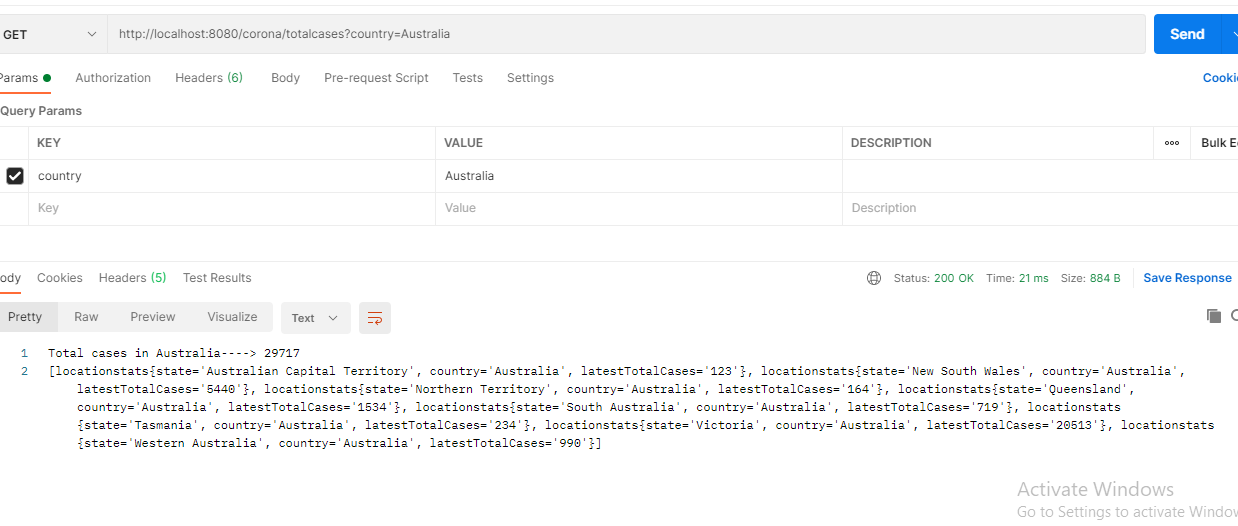 GET http://localhost:8080/corona/totalcases?country=Australia Send
Params Authorization Headers (6) Body Pre-request Script Tests Settings Cooki
Query Params
KEY VALUE DESCRIPTION ooo Bulk E
country Australia
Key Value Description
ody Cookies Headers (5) Test Results Status: 200 OK Time: 21 ms Size: 884 B Save Response
Pretty Raw Preview Visualize Text
1 Total cases in Australia----> 29717
2 [locationstats{state='Australian Capital Territory', country='Australia', latestTotalCases='123'}, locationstats{state='New South Wales', country='Australia',
latestTotalCases='5440'}, locationstats{state='Northern Territory', country='Australia', latestTotalCases='164'}, locationstats{state='Queensland',
country='Australia', latestTotalCases='1534'}, locationstats{state='South Australia', country='Australia', latestTotalCases='719'}, locationstats
{state='Tasmania', country='Australia', latestTotalCases='234'}, locationstats{state='Victoria', country='Australia', latestTotalCases='20513'}, locationstats
{state='Western Australia', country='Australia', latestTotalCases='990'}]
Activate Windows
Go to Settings to activate Window